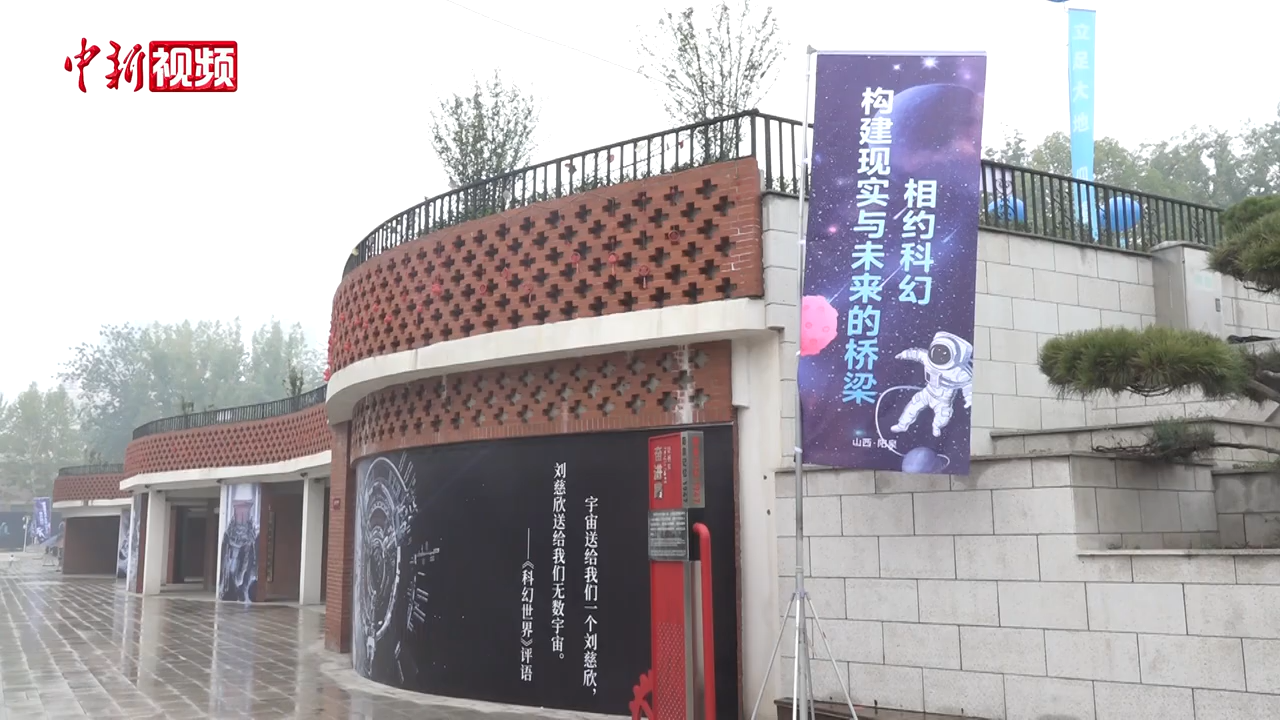 中新视频
立足大地
相约科幻
构建现实与未来的桥梁
山西·阳泉
宇宙送给我们一个刘慈欣，
刘慈欣送给我们无数宇宙。
——《科幻世界》评语